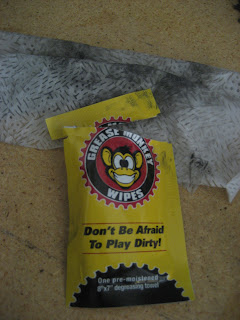 GREASE MONKEY
WIPES
Don't Be Afraid
To Play Dirty!
One pre-moistened
8"x7" degreasing towel